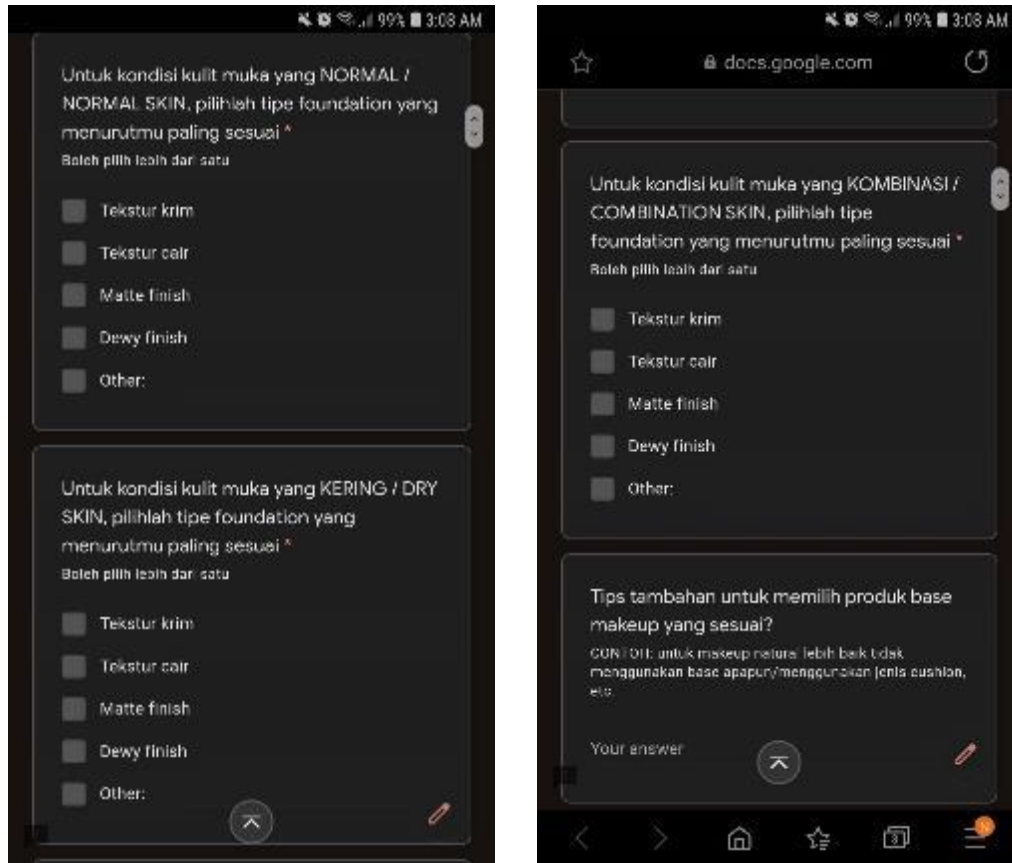 99% 3:08 AM
Untuk kondisi kulit muka yang NORMAL /
NORMAL SKIN, pilihlah tipe foundation yang
menurutmu paling sesuai *
Boleh pilih lebih dari satu
Tekstur krim
Tekstur cair
Matte finish
Dewy finish
Other:
Untuk kondisi kulit muka yang KERING / DRY
SKIN, pilihlah tipe foundation yang
menurutmu paling sesuai *
Boleh pilih lebih dari satu
Tekstur krim
Tekstur cair
Matte finish
Dewy finish
Other:
99% 3:08 AM
docs.google.com
Untuk kondisi kulit muka yang KOMBINASI /
COMBINATION SKIN, pilihlah tipe
foundation yang menurutmu paling sesuai *
Boleh pilih lebih dari satu
Tekstur krim
Tekstur cair
Matte finish
Dewy finish
Other:
Tips tambahan untuk memilih produk base
makeup yang sesuai?
CONTOH: untuk makeup natural lebih baik tidak
menggunakan base apapun/menggunakan jenis cushion,
etc
Your answer
3
N